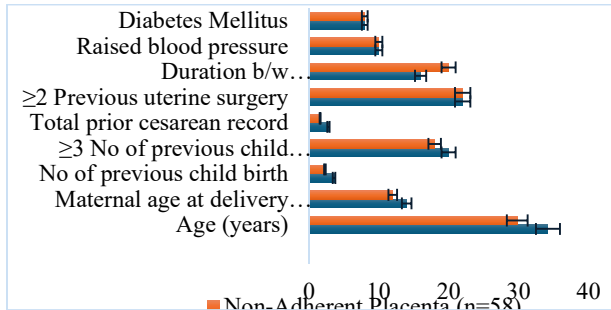 Diabetes Mellitus
Raised blood pressure
Duration b/w…
≥2 Previous uterine surgery
Total prior cesarean record
≥3 No of previous child…
No of previous child birth
Maternal age at delivery…
Age (years)
0 10 20 30 40
Non-Adherent Placenta (n=58)